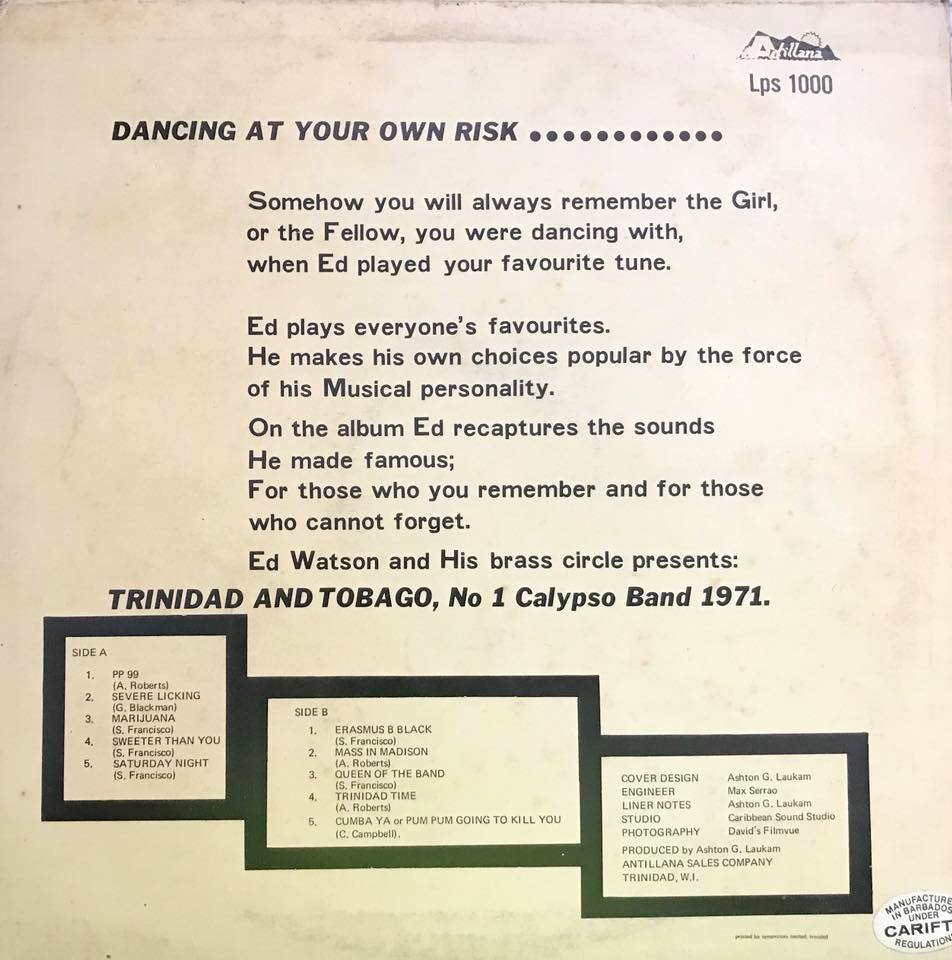 Antillana
Lps 1000
DANCING AT YOUR OWN RISK ............
Somehow you will always remember the Girl,
or the Fellow, you were dancing with,
when Ed played your favourite tune.
Ed plays everyone's favourites.
He makes his own choices popular by the force
of his Musical personality.
On the album Ed recaptures the sounds
He made famous;
For those who you remember and for those
who cannot forget.
Ed Watson and His brass circle presents:
TRINIDAD AND TOBAGO, No 1 Calypso Band 1971.
SIDE A
1. PP 99
(A. Roberts)
2. SEVERE LICKING
(G. Blackman)
3. MARIJUANA
(S. Francisco)
4. SWEETER THAN YOU
(S. Francisco)
5. SATURDAY NIGHT
(S. Francisco)
SIDE B
1. ERASMUS B BLACK
(S. Francisco)
2. MASS IN MADISON
(A. Roberts)
3. QUEEN OF THE BAND
(S. Francisco)
4. TRINIDAD TIME
(A. Roberts)
5. CUMBA YA or PUM PUM GOING TO KILL YOU
(C. Campbell).
COVER DESIGN Ashton G. Laukam
ENGINEER Max Serrao
LINER NOTES Ashton G. Laukam
STUDIO Caribbean Sound Studio
PHOTOGRAPHY David's Filmvue
PRODUCED by Ashton G. Laukam
ANTILLANA SALES COMPANY
TRINIDAD, W.I.
MANUFACTURE
IN BARBADOS
UNDER
CARIFT
REGULATION
printed by
limited, trinidad